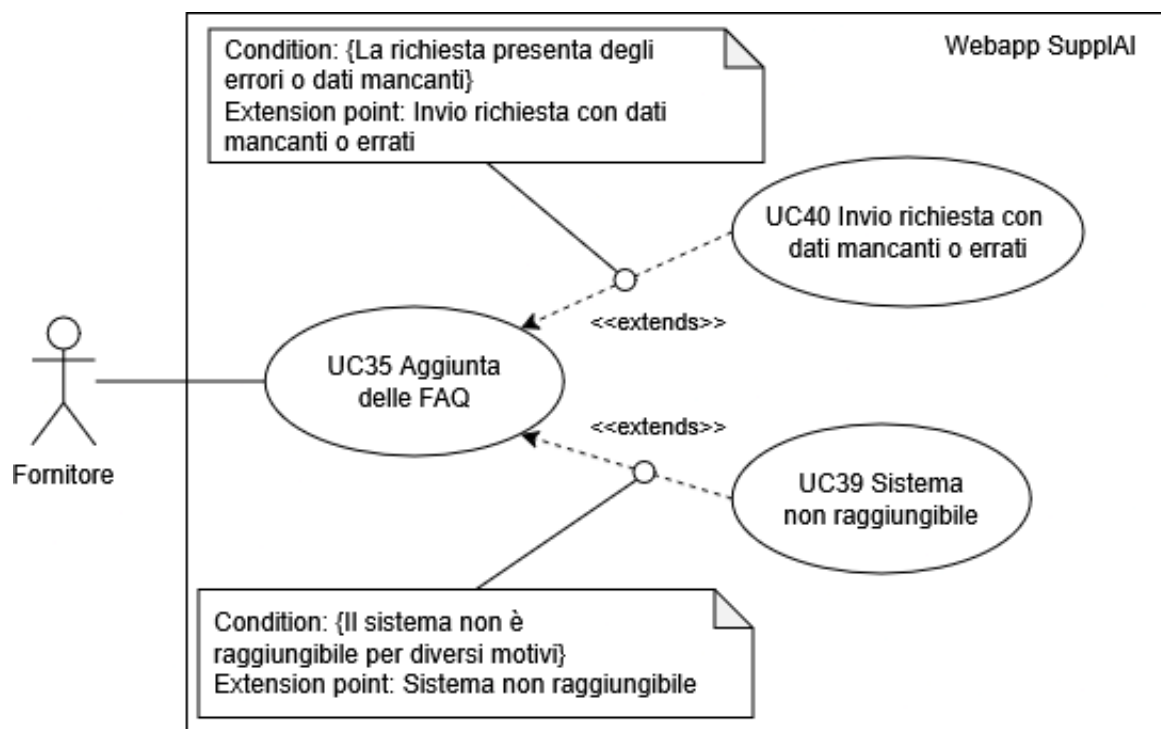 Condition: {La richiesta presenta degli
errori o dati mancanti}
Extension point: Invio richiesta con dati
mancanti o errati
Webapp SupplAI
UC40 Invio richiesta con
dati mancanti o errati
<<extends>>
UC35 Aggiunta
delle FAQ
Fornitore
<<extends>>
UC39 Sistema
non raggiungibile
Condition: {Il sistema non è
raggiungibile per diversi motivi}
Extension point: Sistema non raggiungibile